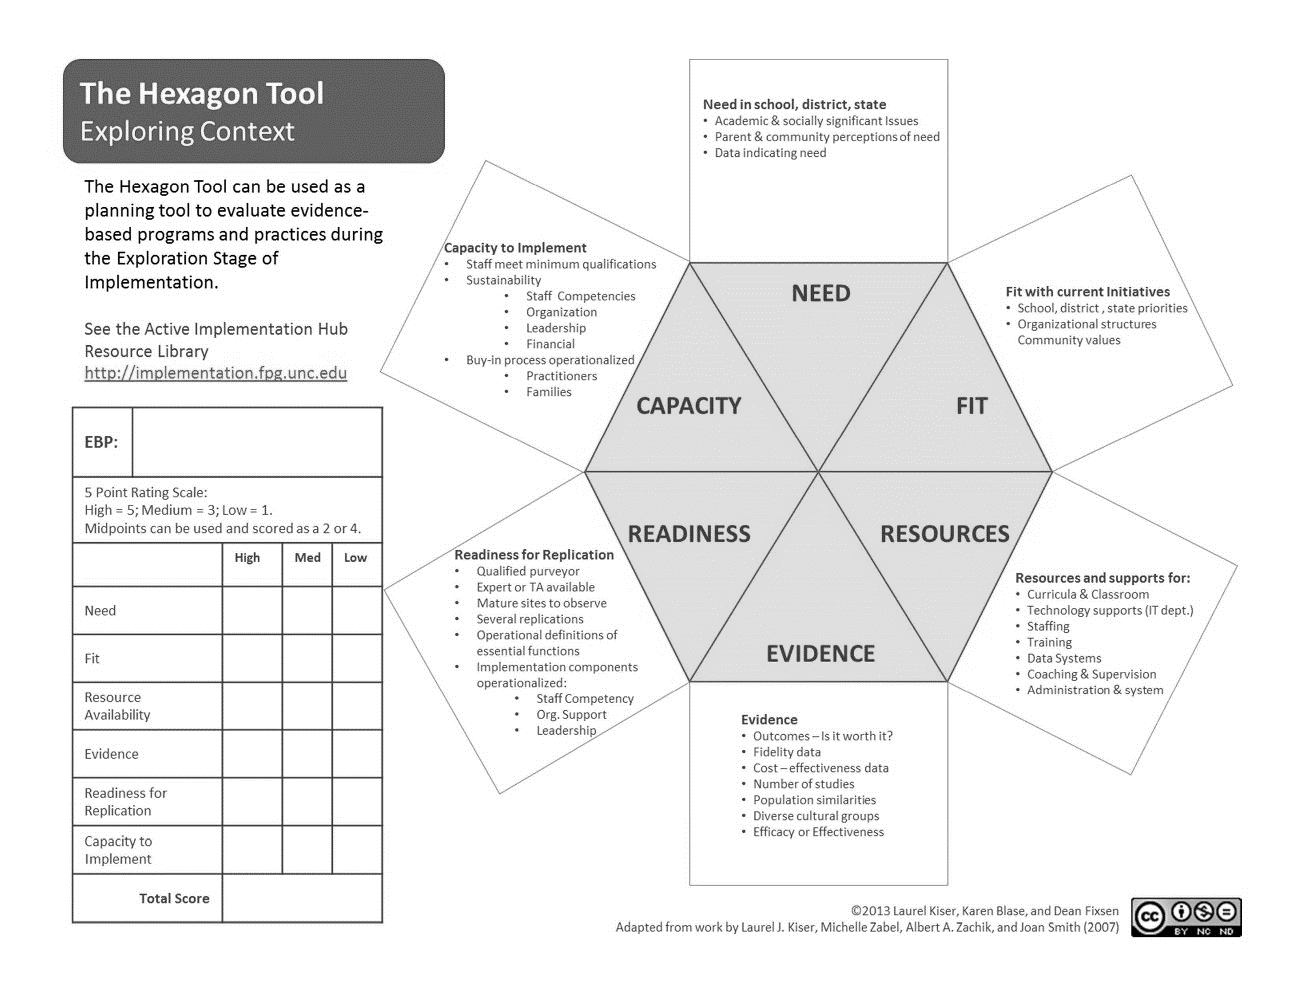 The Hexagon Tool
Exploring Context
The Hexagon Tool can be used as a
planning tool to evaluate evidence-
based programs and practices during
the Exploration Stage of
Implementation.
See the Active Implementation Hub
Resource Library
http://implementation.fpg.unc.edu
EBP:
5 Point Rating Scale:
High = 5; Medium = 3; Low = 1.
Midpoints can be used and scored as a 2 or 4.
High Med Low
Need
Fit
Resource
Availability
Evidence
Readiness for
Replication
Capacity to
Implement
Total Score
Need in school, district, state
• Academic & socially significant Issues
• Parent & community perceptions of need
• Data indicating need
Capacity to Implement
• Staff meet minimum qualifications
• Sustainability
• Staff Competencies
• Organization
• Leadership
• Financial
• Buy-in process operationalized
• Practitioners
• Families
Fit with current Initiatives
• School, district , state priorities
• Organizational structures
Community values
NEED
CAPACITY
FIT
READINESS
RESOURCES
EVIDENCE
Readiness for Replication
• Qualified purveyor
• Expert or TA available
• Mature sites to observe
• Several replications
• Operational definitions of
essential functions
• Implementation components
operationalized:
• Staff Competency
• Org. Support
• Leadership
Resources and supports for:
• Curricula & Classroom
• Technology supports (IT dept.)
• Staffing
• Training
• Data Systems
• Coaching & Supervision
• Administration & system
Evidence
• Outcomes – Is it worth it?
• Fidelity data
• Cost – effectiveness data
• Number of studies
• Population similarities
• Diverse cultural groups
• Efficacy or Effectiveness
©2013 Laurel Kiser, Karen Blase, and Dean Fixsen
Adapted from work by Laurel J. Kiser, Michelle Zabel, Albert A. Zachik, and Joan Smith (2007)
cc
BY NC ND